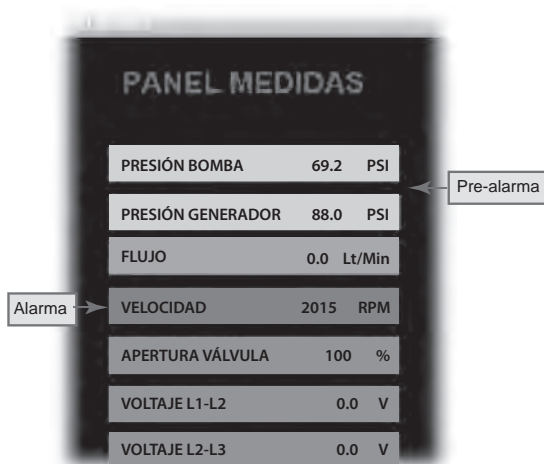 PANEL MEDIDAS
PRESIÓN BOMBA 69.2 PSI
Pre-alarma
PRESIÓN GENERADOR 88.0 PSI
FLUJO 0.0 Lt/Min
Alarma
VELOCIDAD 2015 RPM
APERTURA VÁLVULA 100 %
VOLTAJE L1-L2 0.0 V
VOLTAJE L2-L3 0.0 V